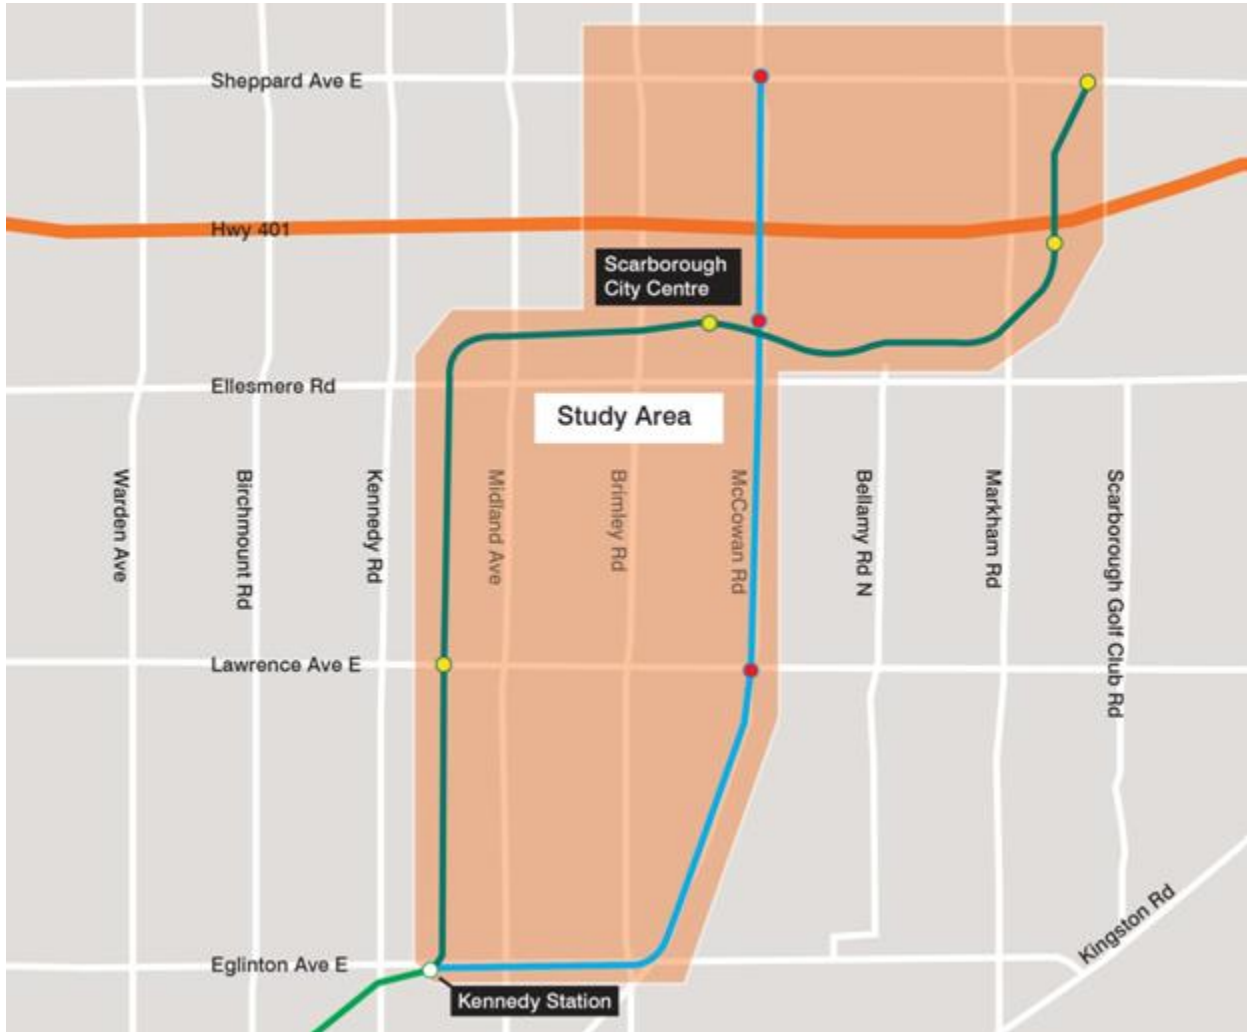 Sheppard Ave E
Hwy 401
Scarborough
City Centre
Ellesmere Rd
Study Area
Warden Ave
Birchmount Rd
Kennedy Rd
Midland Ave
Brimley Rd
McCowan Rd
Bellamy Rd N
Markham Rd
Scarborough Golf Club Rd
Lawrence Ave E
Kingston Rd
Eglinton Ave E
Kennedy Station